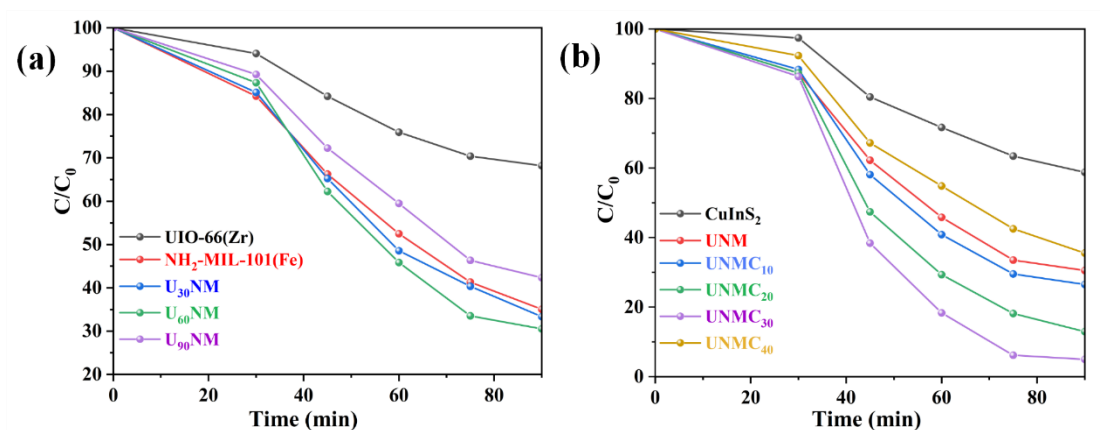 (a)
C/C₀
100
90
80
70
60
50
40
30
20
0
20
40
60
80
Time (min)
UIO-66(Zr)
NH₂-MIL-101(Fe)
U₃₀NM
U₆₀NM
U₉₀NM
(b)
C/C₀
100
80
60
40
20
0
0
20
40
60
80
Time (min)
CuInS₂
UNM
UNMC₁₀
UNMC₂₀
UNMC₃₀
UNMC₄₀